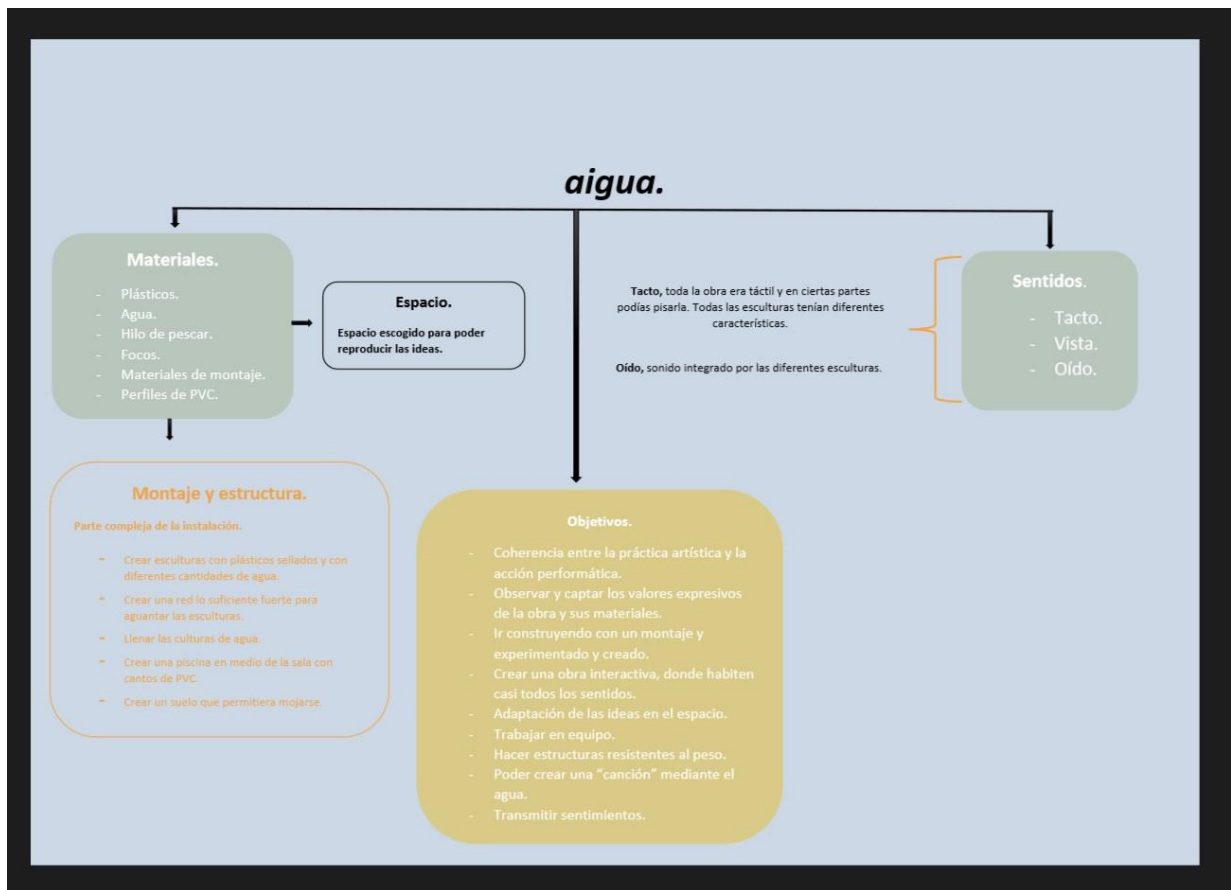 aigua.
Materiales.
- Plásticos.
- Agua.
- Hilo de pescar.
- Focos.
- Materiales de montaje.
- Perfiles de PVC.
Espacio.
Espacio escogido para poder
reproducir las ideas.
Tacto, toda la obra era táctil y en ciertas partes
podías pisarla. Todas las esculturas tenían diferentes
características.
Oído, sonido integrado por las diferentes esculturas.
Sentidos.
- Tacto.
- Vista.
- Oído.
Montaje y estructura.
Parte compleja de la instalación.
- Crear esculturas con plásticos sellados y con
diferentes cantidades de agua.
- Crear una red lo suficiente fuerte para
aguantar las esculturas.
- Llenar las culturas de agua.
- Crear una piscina en medio de la sala con
cantos de PVC.
- Crear un suelo que permitiera mojarse.
Objetivos.
- Coherencia entre la práctica artística y la
acción performática.
- Observar y captar los valores expresivos
de la obra y sus materiales.
- Ir construyendo con un montaje y
experimentado y creado.
- Crear una obra interactiva, donde habiten
casi todos los sentidos.
- Adaptación de las ideas en el espacio.
- Trabajar en equipo.
- Hacer estructuras resistentes al peso.
- Poder crear una “canción” mediante el
agua.
- Transmitir sentimientos.